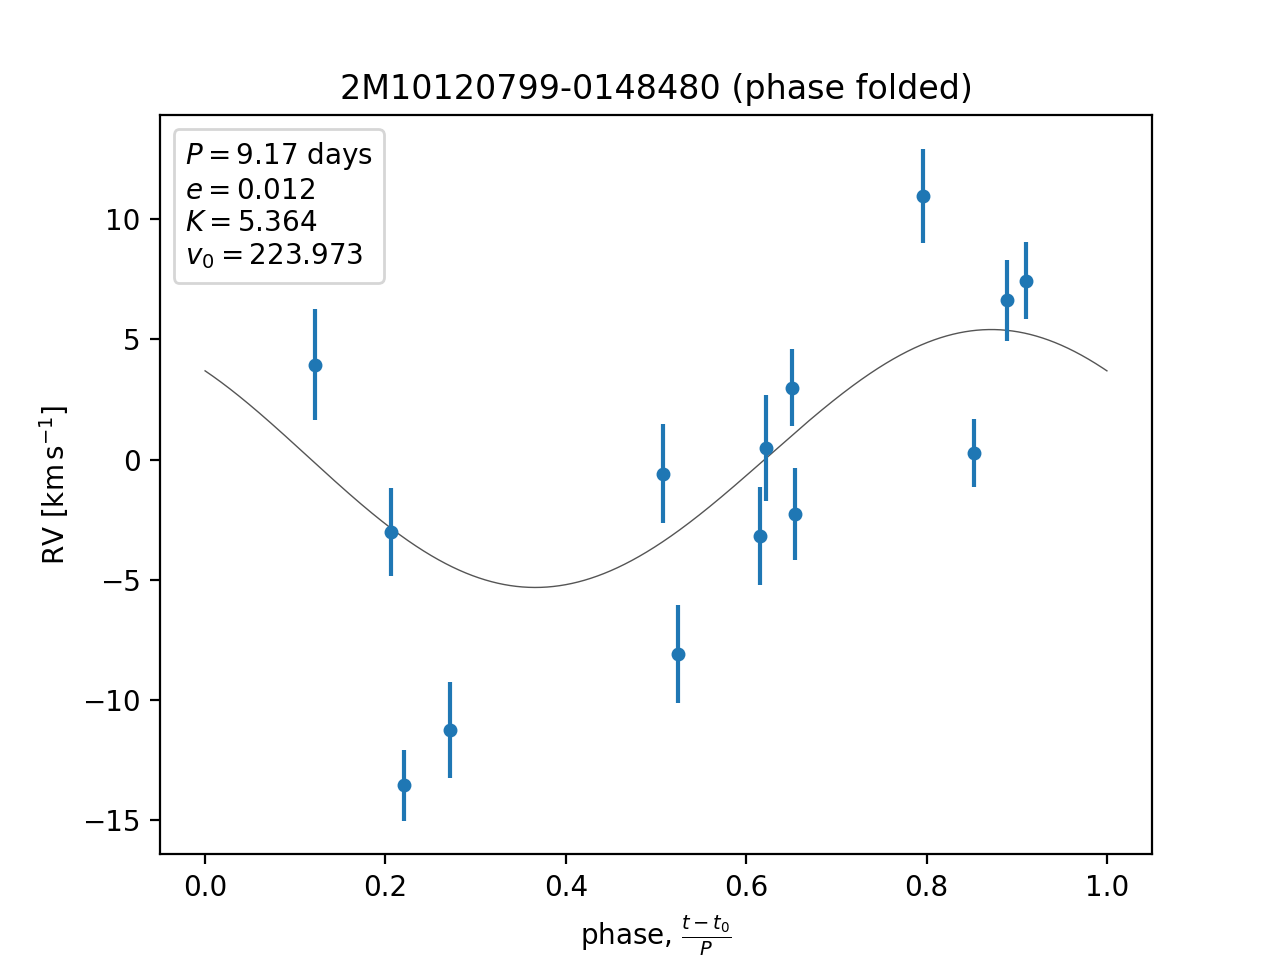 2M10120799-0148480 (phase folded)
P = 9.17 days
e = 0.012
K = 5.364
v₀ = 223.973
10
5
0
−5
−10
−15
RV [km s⁻¹]
0.0 0.2 0.4 0.6 0.8 1.0
phase, (t − t₀)/P